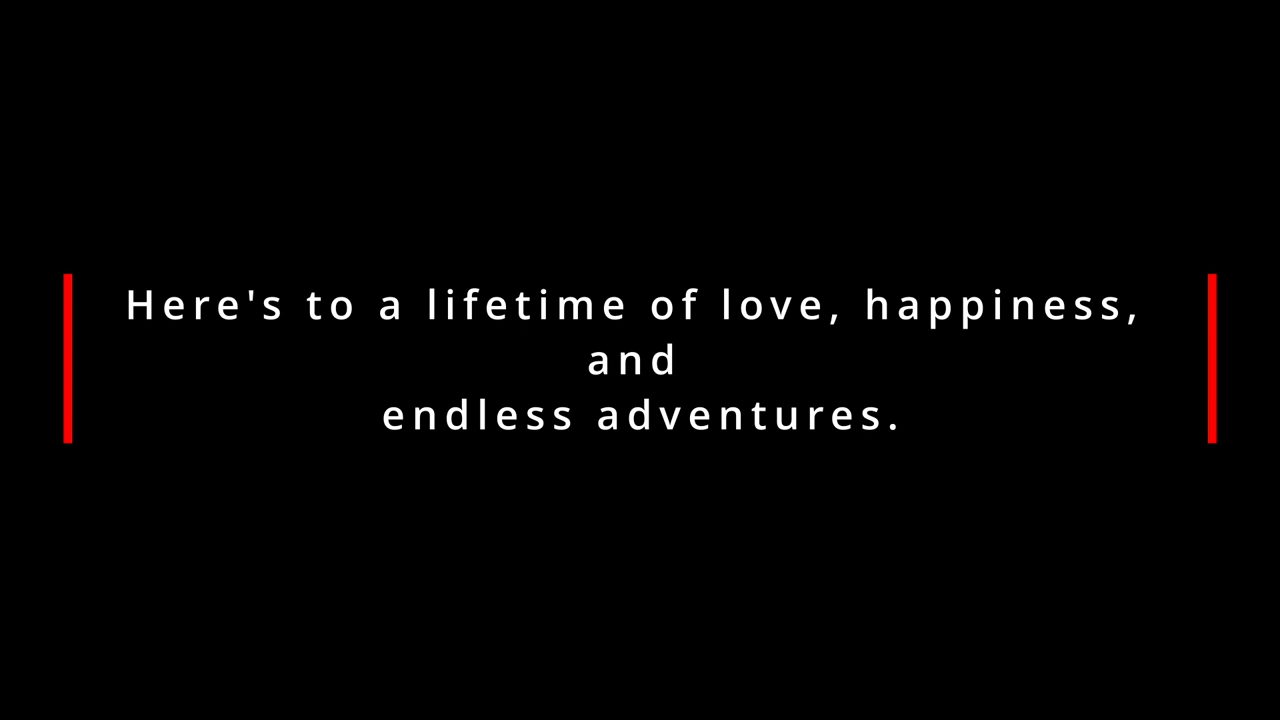 Here's to a lifetime of love, happiness,
and
endless adventures.